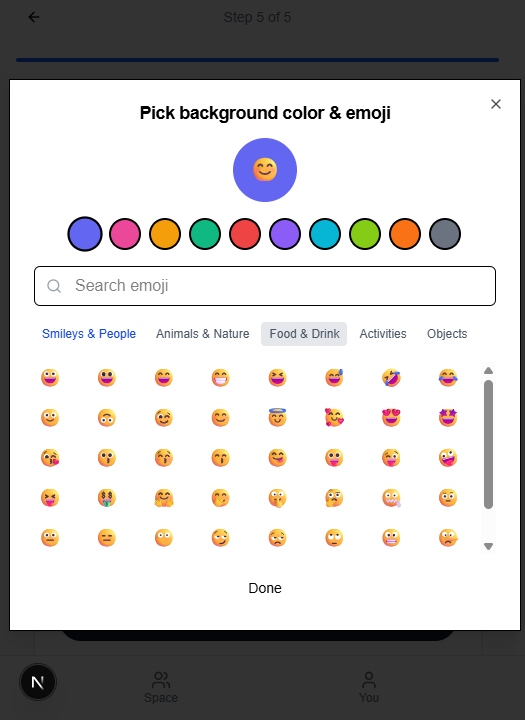 Step 5 of 5
Pick background color & emoji
Search emoji
Smileys & People Animals & Nature Food & Drink Activities Objects
Done
N
Space You